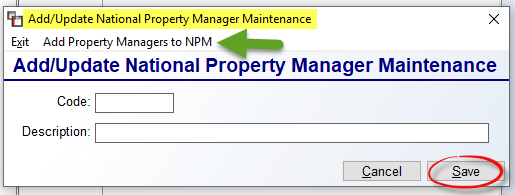 Add/Update National Property Manager Maintenance
Exit Add Property Managers to NPM
Add/Update National Property Manager Maintenance
Code:
Description:
Cancel Save